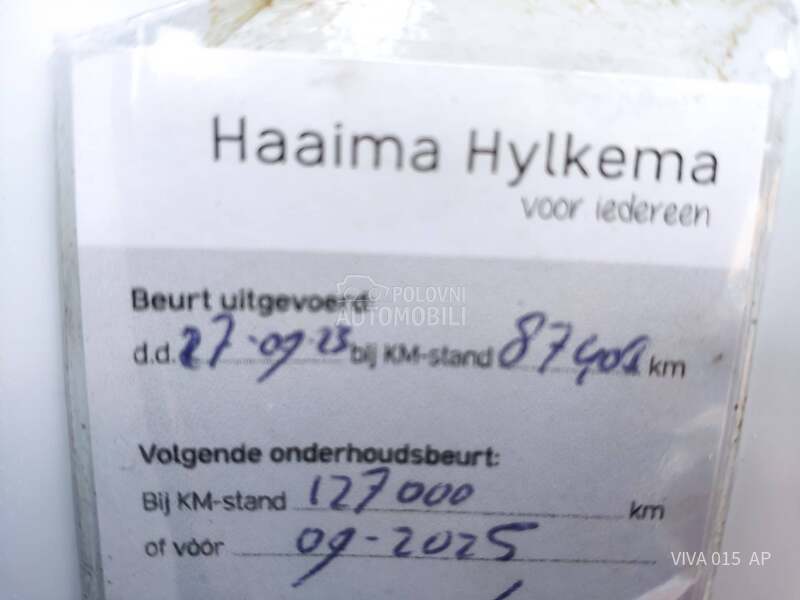 Haaima Hylkema
voor iedereen
Beurt uitgevoerd:
POLOVNI
AUTOMOBILI
d.d. 27-09-23 bij KM-stand km
Volgende onderhoudsbeurt:
Bij KM-stand 127000 km
of vóór 09-2025
VIVA 015 AP